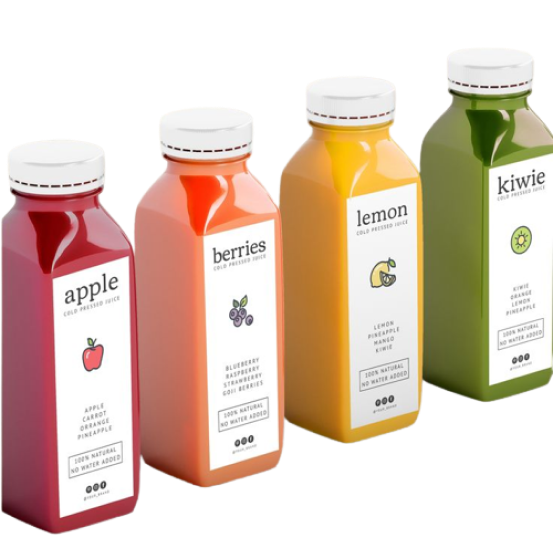 apple
COLD PRESSED JUICE
APPLE
CARROT
ORRANGE
PINEAPPLE
100% NATURAL
NO WATER ADDED
berries
COLD PRESSED JUICE
BLUEBERRY
RASPBERRY
STRAWBERRY
GOJI BERRIES
100% NATURAL
NO WATER ADDED
lemon
COLD PRESSED JUICE
LEMON
PINEAPPLE
MANGO
KIWIE
100% NATURAL
NO WATER ADDED
kiwie
COLD PRESSED JUICE
KIWIE
ORANGE
LEMON
PINEAPPLE
100% NATURAL
NO WATER ADDED